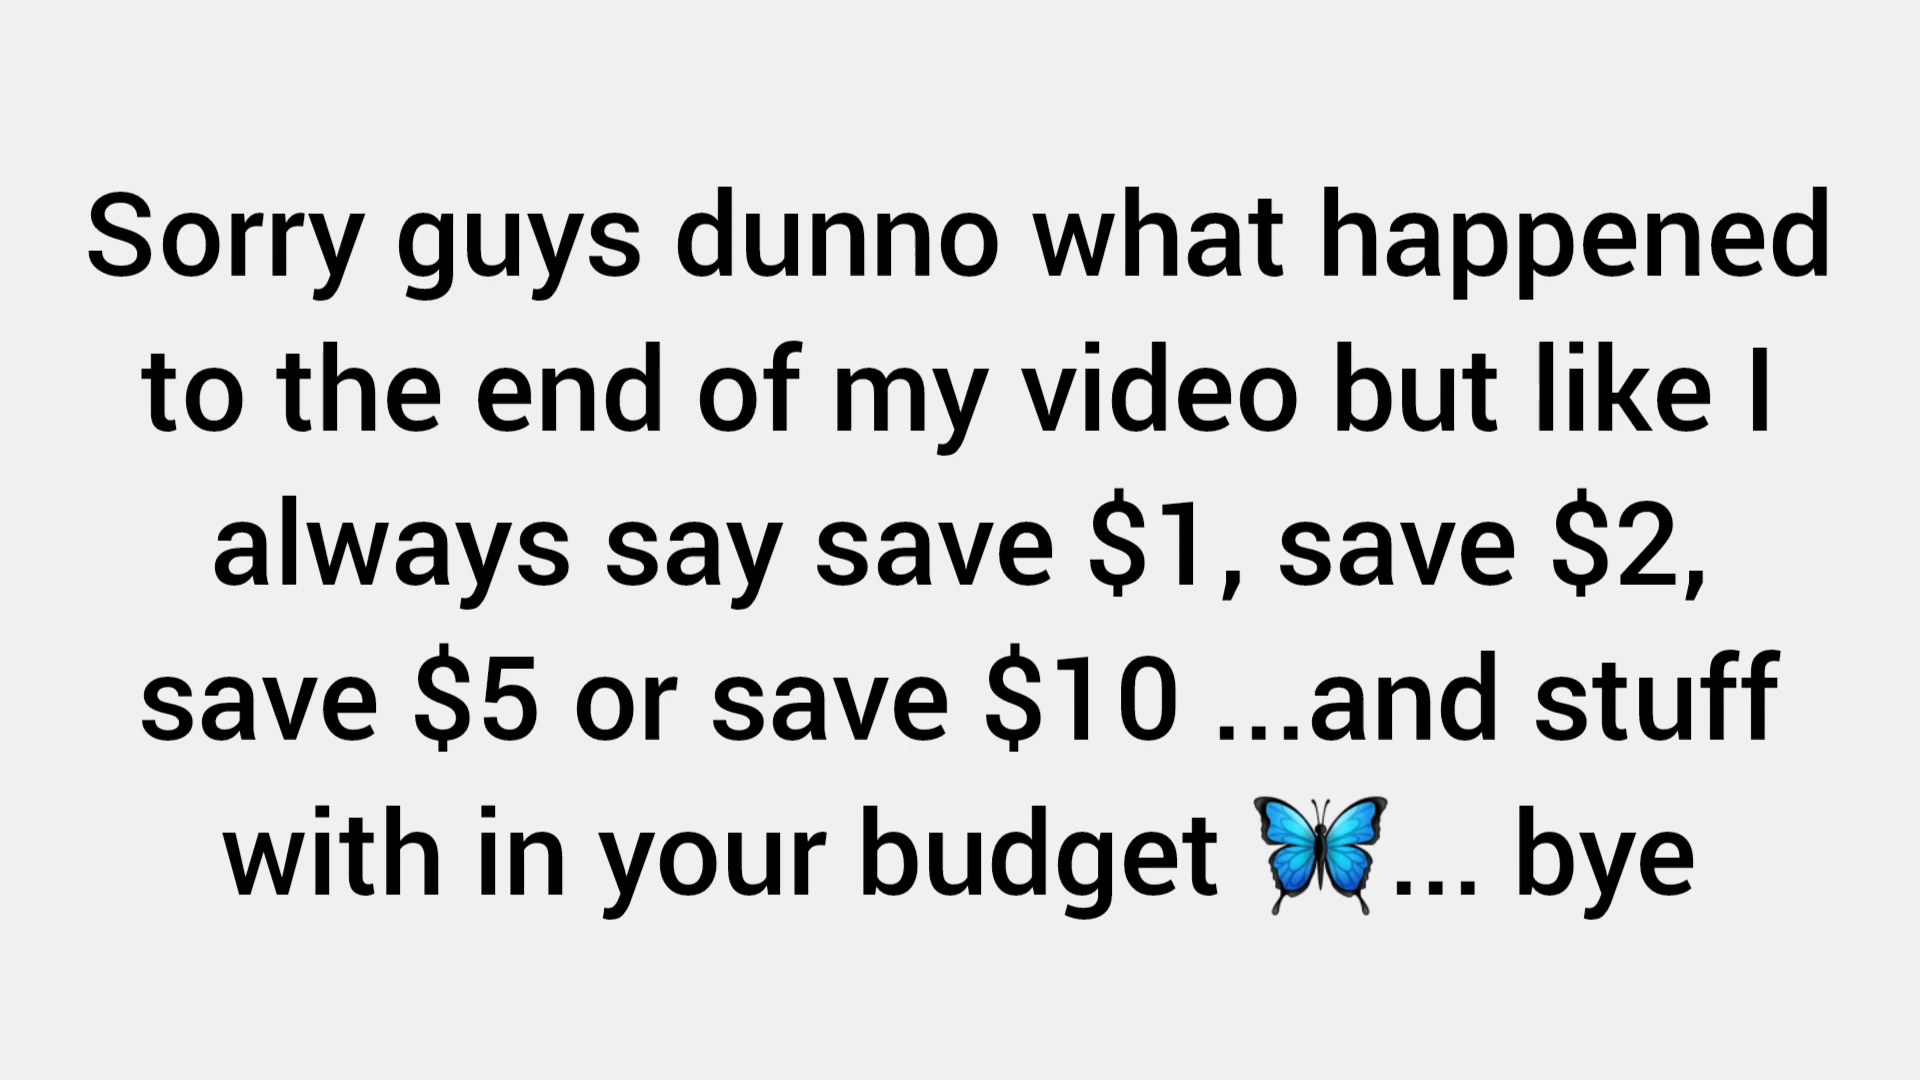 Sorry guys dunno what happened
to the end of my video but like I
always say save $1, save $2,
save $5 or save $10 ...and stuff
with in your budget 🦋... bye